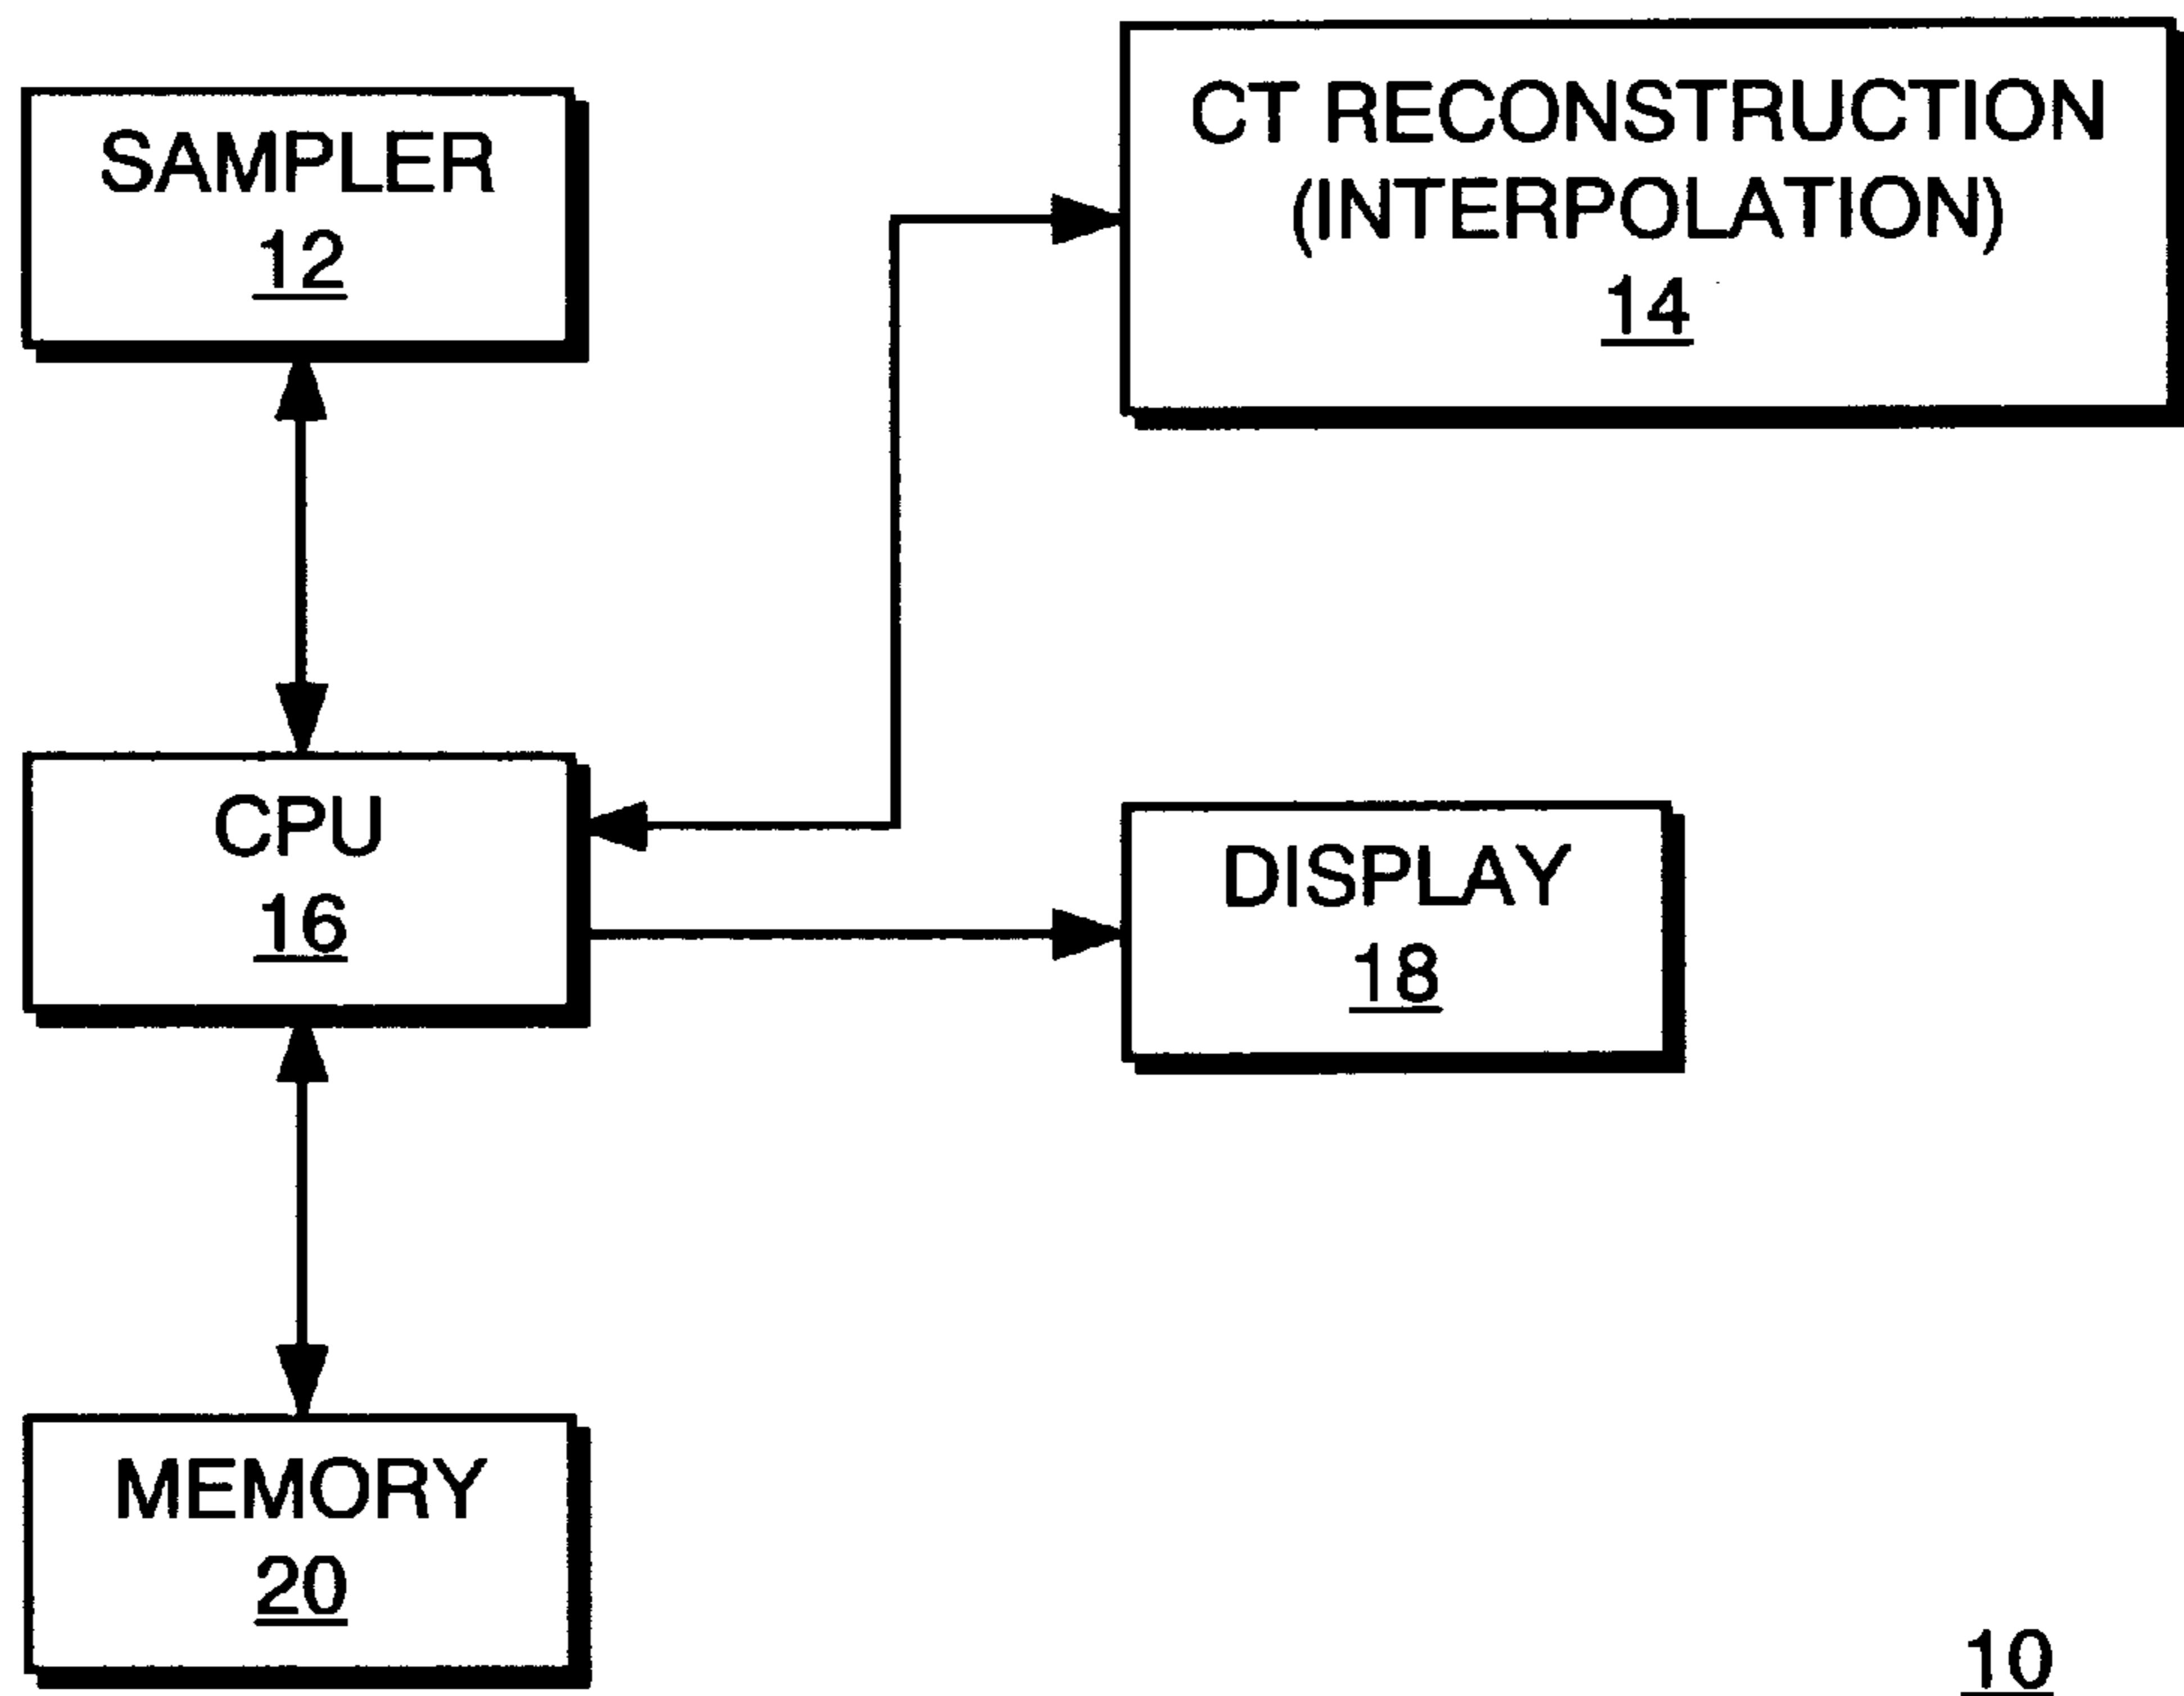 SAMPLER
12
CT RECONSTRUCTION
(INTERPOLATION)
14
CPU
16
DISPLAY
18
MEMORY
20
10